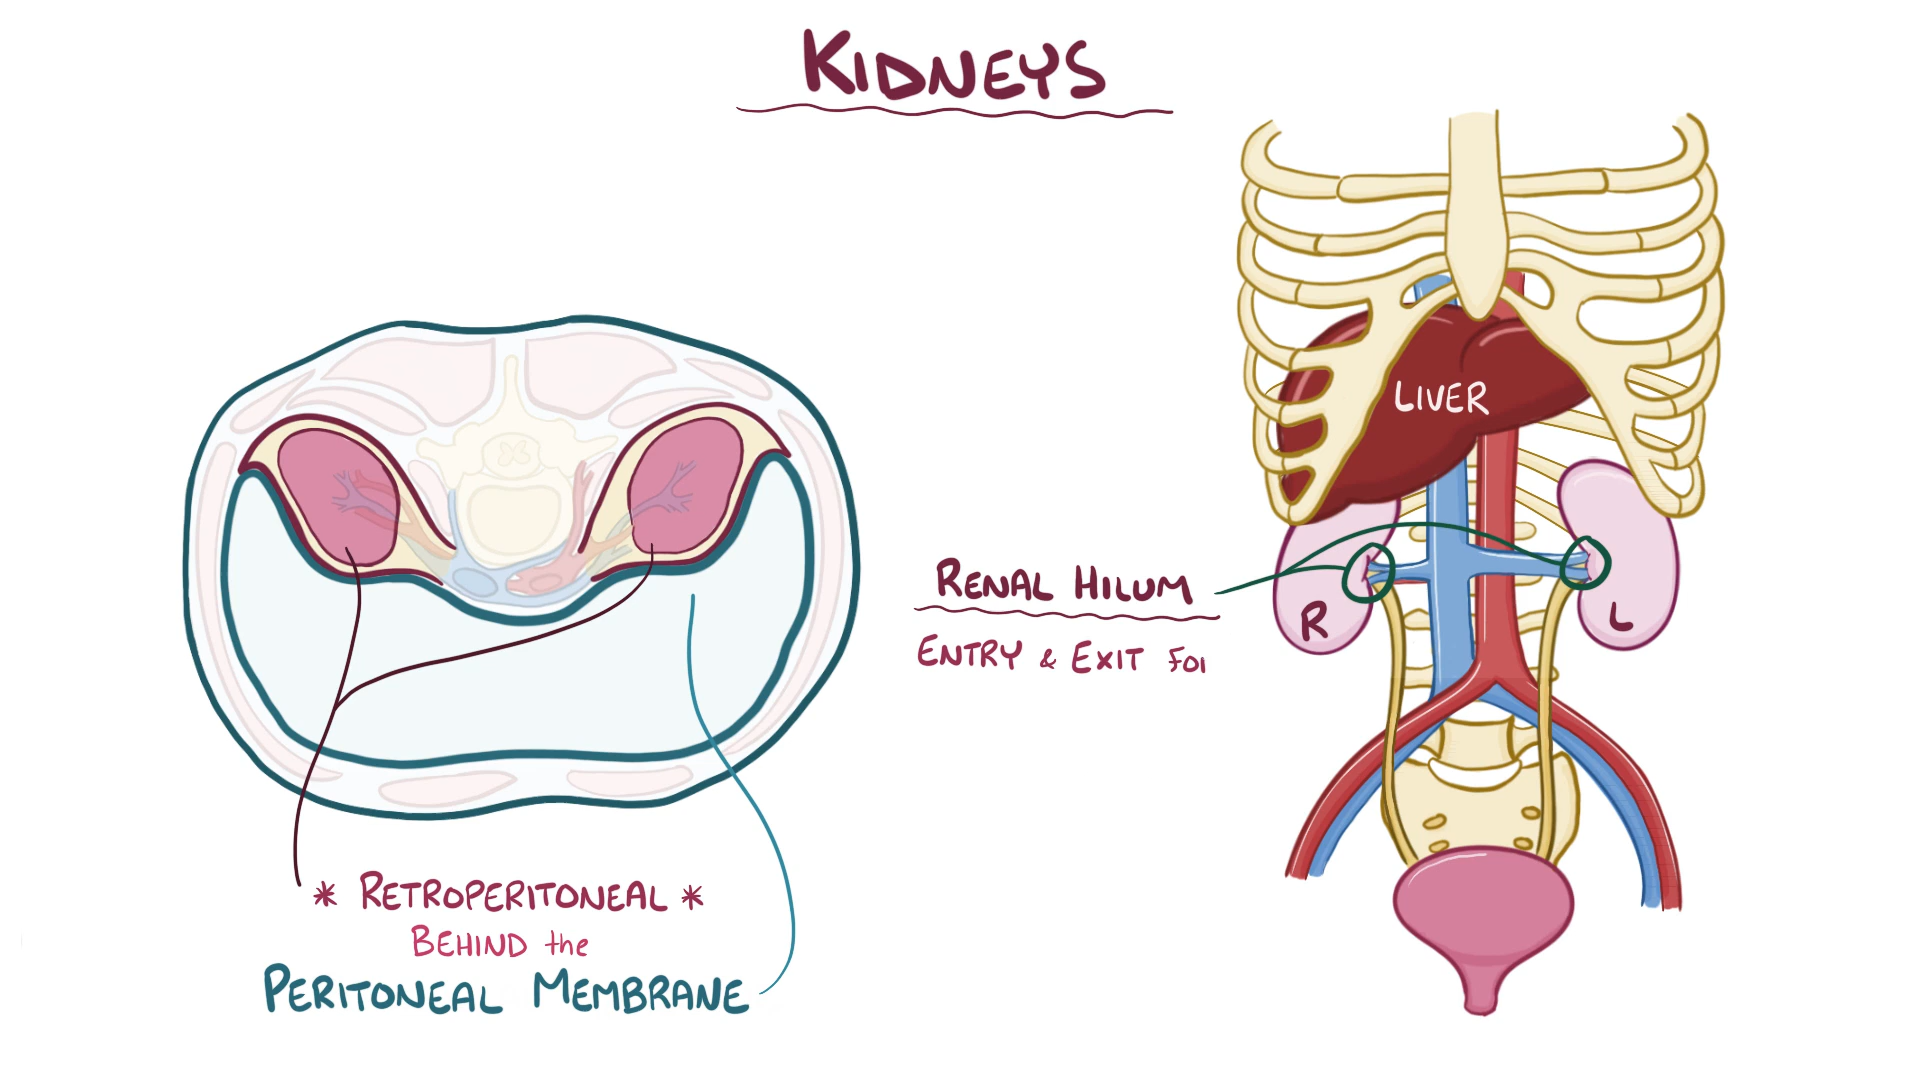 KIDNEYS
LIVER
RENAL HILUM
ENTRY & EXIT
R
L
* RETROPERITONEAL *
BEHIND the
PERITONEAL MEMBRANE